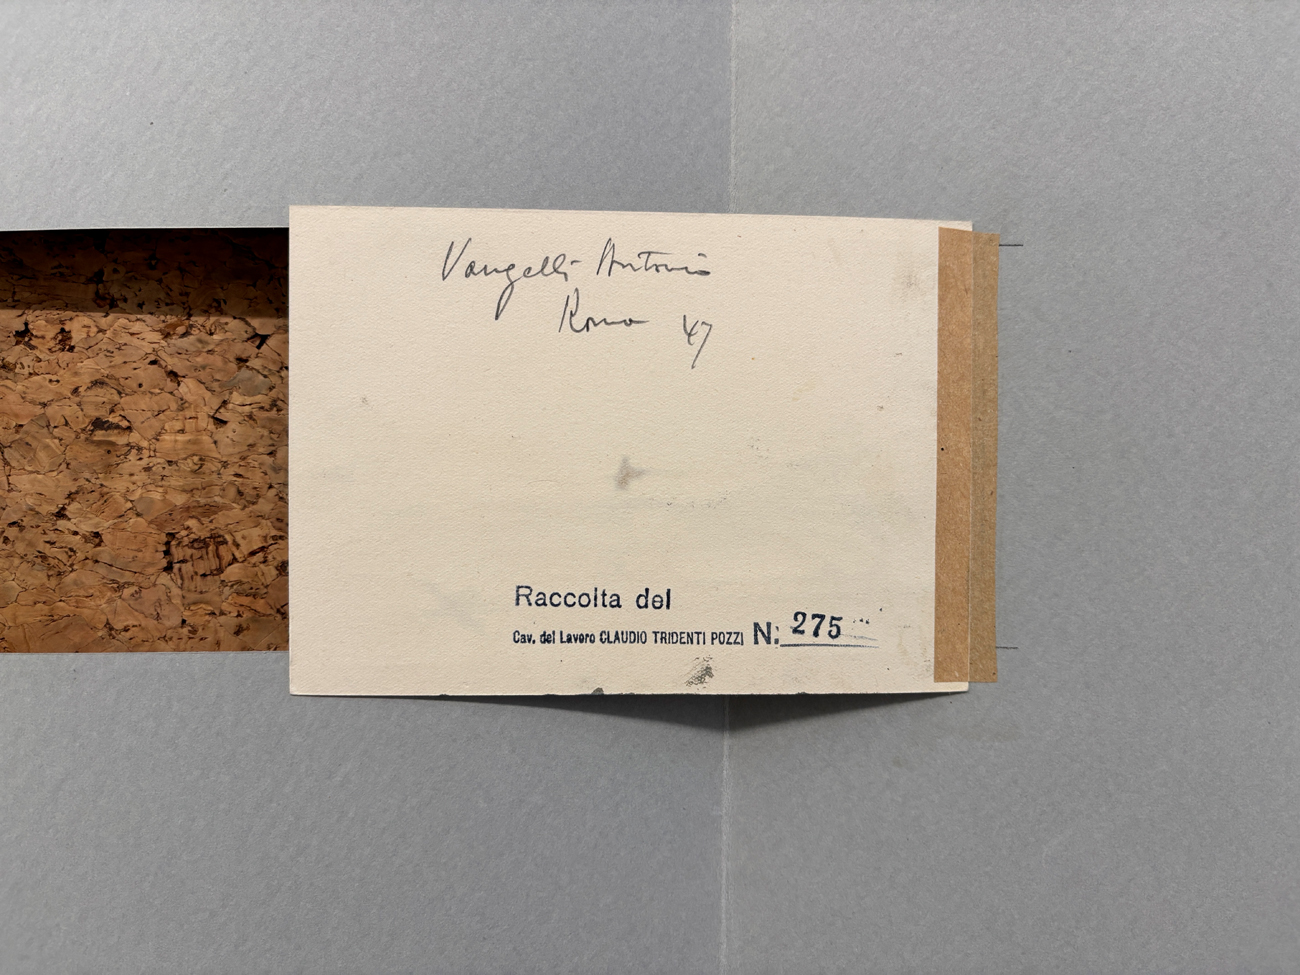 Vangelli Antonio
Roma 47
Raccolta del
Cav. del Lavoro CLAUDIO TRIDENTI POZZI N: 275